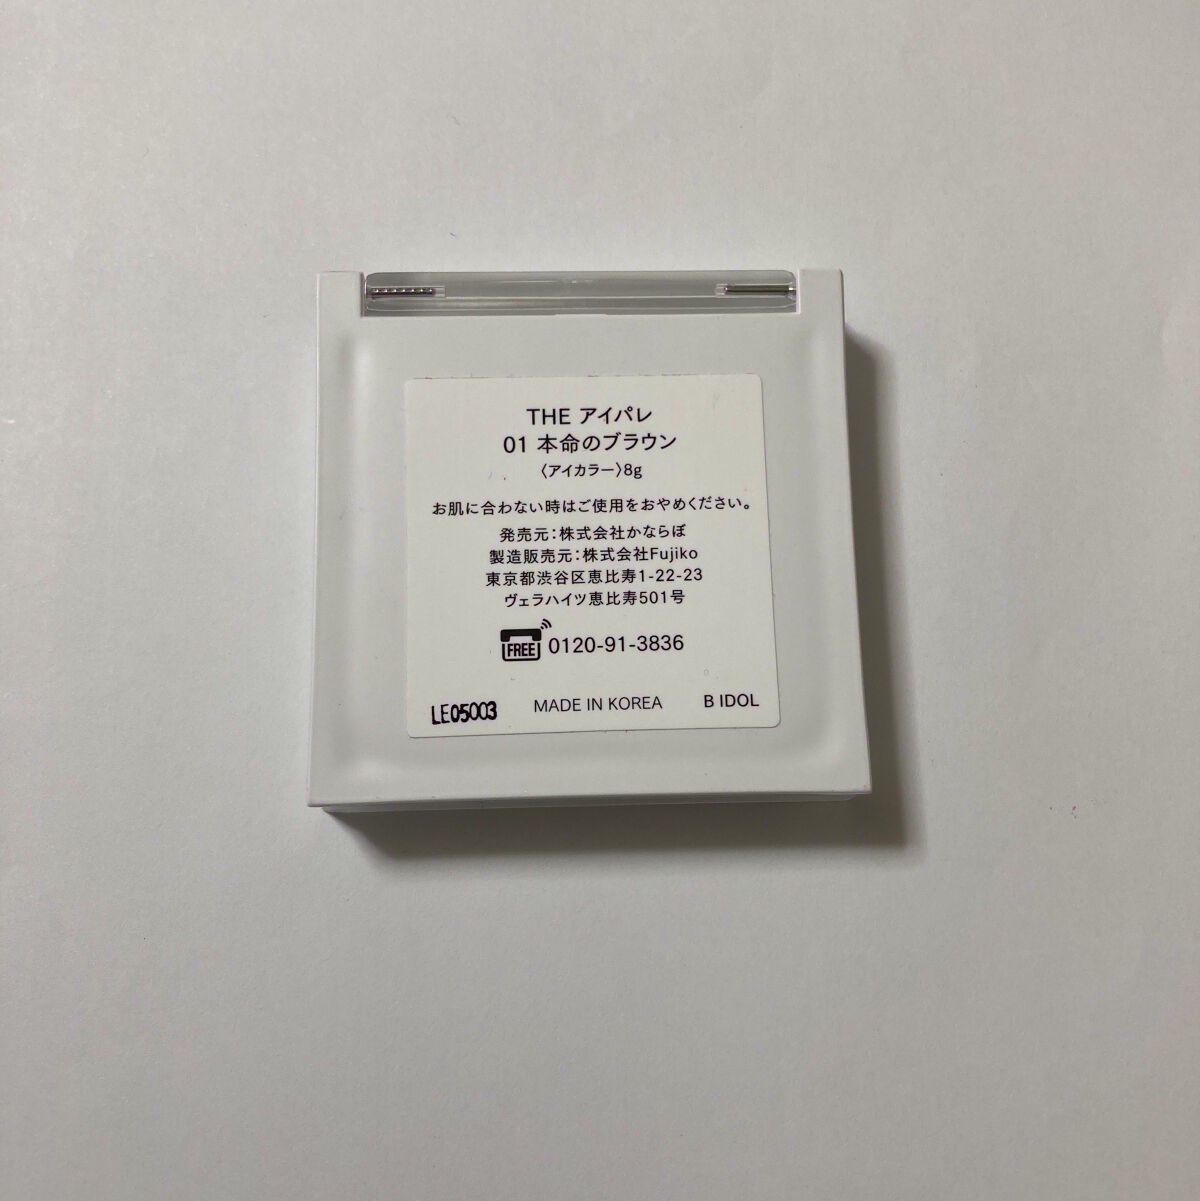 THE アイパレ
01 本命のブラウン
〈アイカラー〉8g
お肌に合わない時はご使用をおやめください。
発売元：株式会社かならぼ
製造販売元：株式会社Fujiko
東京都渋谷区恵比寿1-22-23
ヴェラハイツ恵比寿501号
FREE 0120-91-3836
LE05003 MADE IN KOREA B IDOL